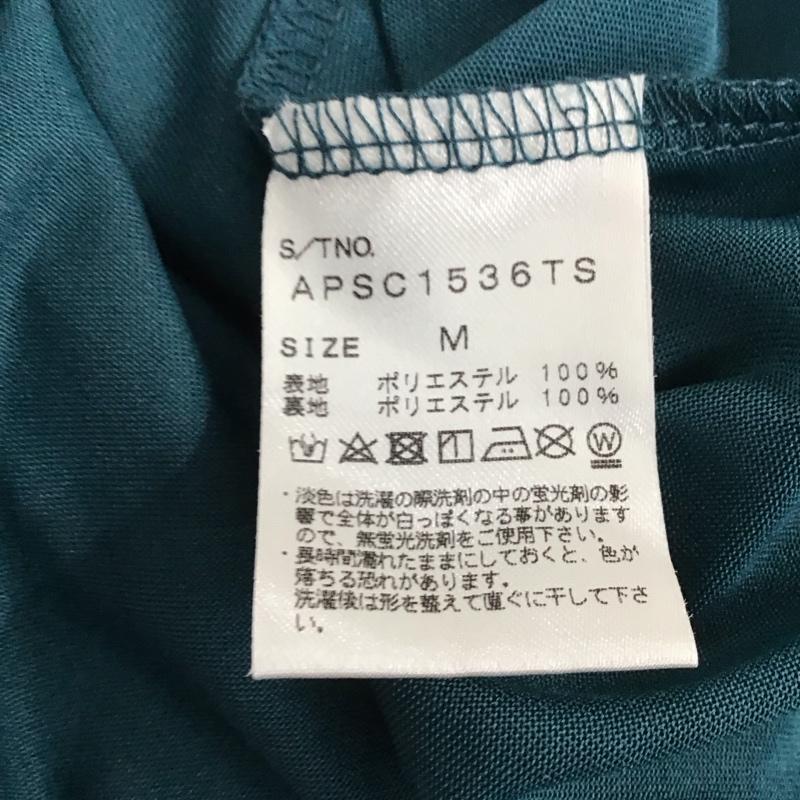 S/TNO.
APSC1536TS
SIZE M
表地 ポリエステル 100%
裏地 ポリエステル 100%
W
・淡色は洗濯の際洗剤の中の蛍光剤の影
響で全体が白っぽくなる事があります
ので、無蛍光洗剤をご使用下さい。
・長時間濡れたままにしておくと、色が
落ちる恐れがあります。
洗濯後は形を整えて直ぐに干して下さ
い。